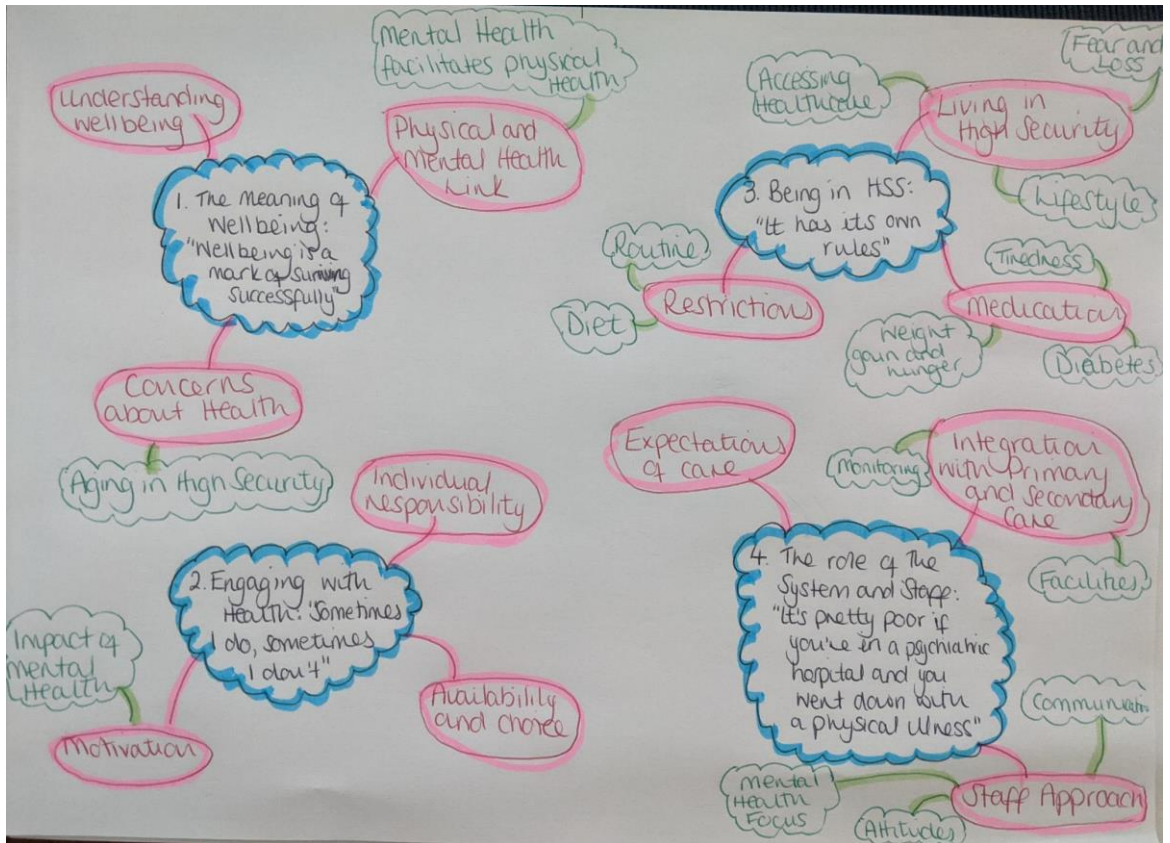 Understanding
wellbeing
Mental Health
facilitates physical
Health
Physical and
Mental Health
Link
1. The Meaning of
Wellbeing:
"Wellbeing is a
mark of surviving
successfully"
Concerns
about Health
Aging in High Security
Individual
responsibility
2. Engaging with
Health: "Sometimes
I do, sometimes
I don't"
Impact of
mental
Health
Motivation
Availability
and choice
Accessing
Healthcare
Fear and
Loss
Living in
High Security
Lifestyle
3. Being in HSS:
"It has its own
rules"
Routine
Restrictions
Diet
Tiredness
Medication
Weight
gain and
hunger
Diabetes
Expectations
of care
Monitoring
Integration
with Primary
and Secondary
Care
Facilities
4. The role of The
System and Staff:
"It's pretty poor if
you're in a psychiatric
hospital and you
went down with
a physical illness"
Communicatio
Mental
Health
Focus
Attitudes
Staff Approach